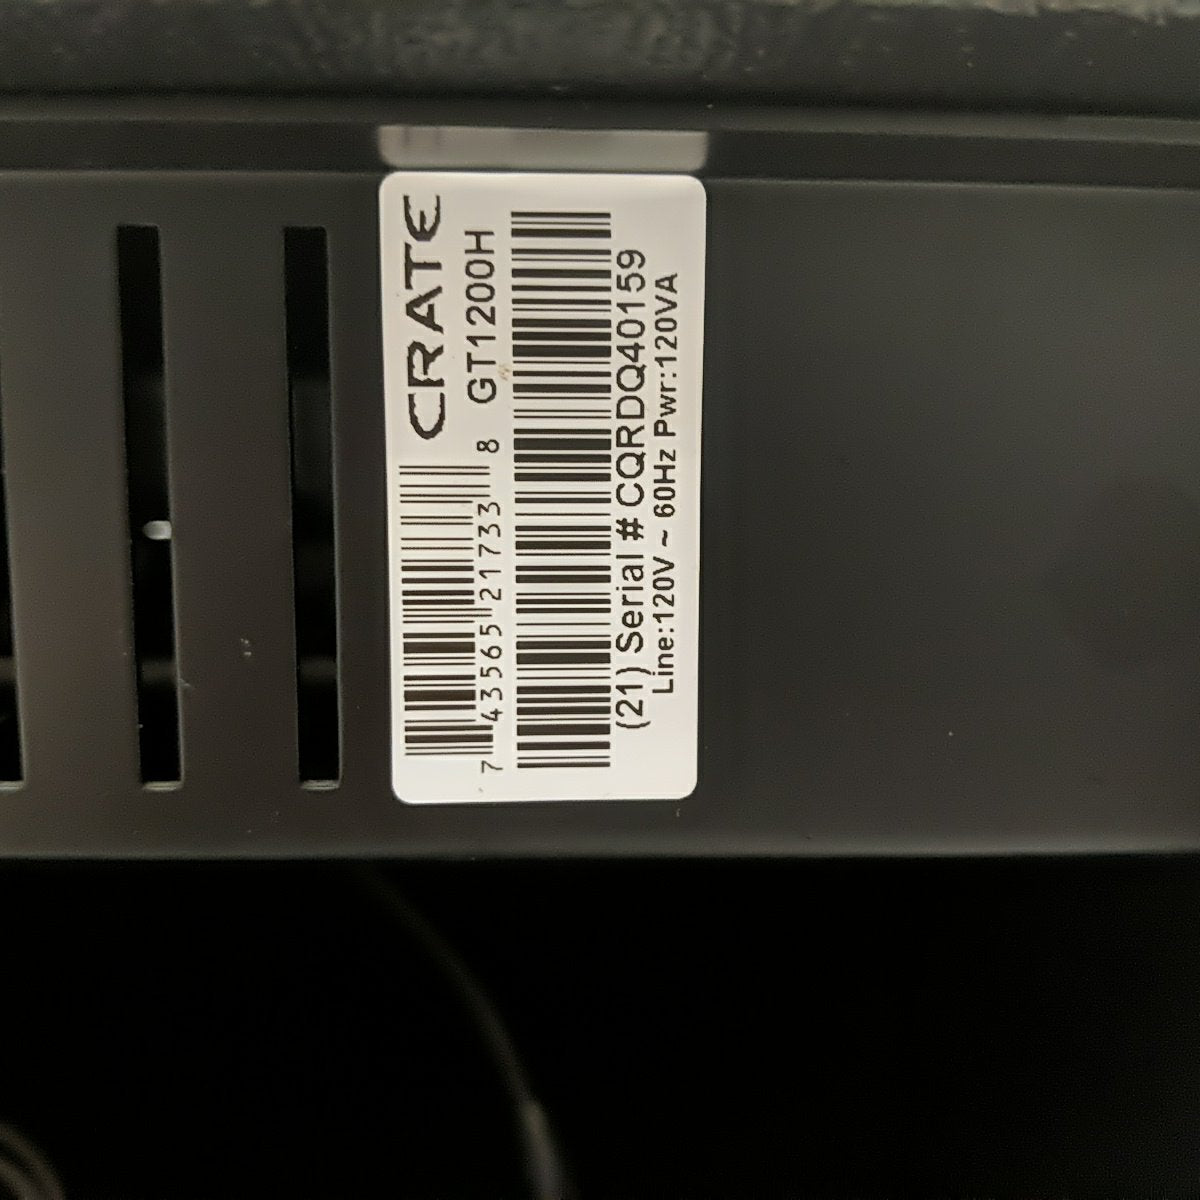 CRATE
GT1200H
7 43565 21733 8
(21) Serial # CQRDQ40159
Line:120V ~ 60Hz Pwr:120VA